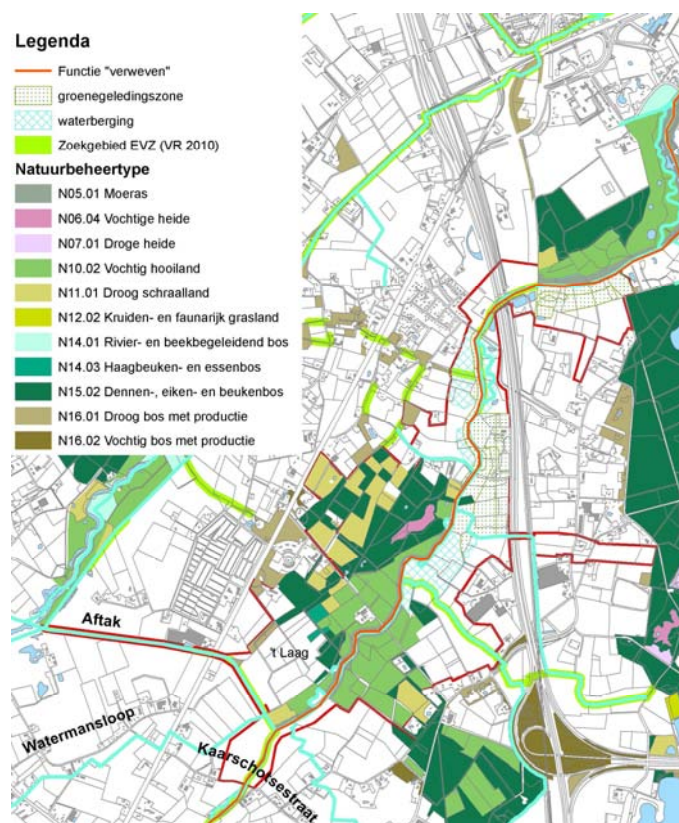 Legenda
Functie "verweven"
groenegeledingszone
waterberging
Zoekgebied EVZ (VR 2010)
Natuurbeheertype
N05.01 Moeras
N06.04 Vochtige heide
N07.01 Droge heide
N10.02 Vochtig hooiland
N11.01 Droog schraalland
N12.02 Kruiden- en faunarijk grasland
N14.01 Rivier- en beekbegeleidend bos
N14.03 Haagbeuken- en essenbos
N15.02 Dennen-, eiken- en beukenbos
N16.01 Droog bos met productie
N16.02 Vochtig bos met productie
Aftak
't Laag
Watermansloop
Kaarschotsestraat